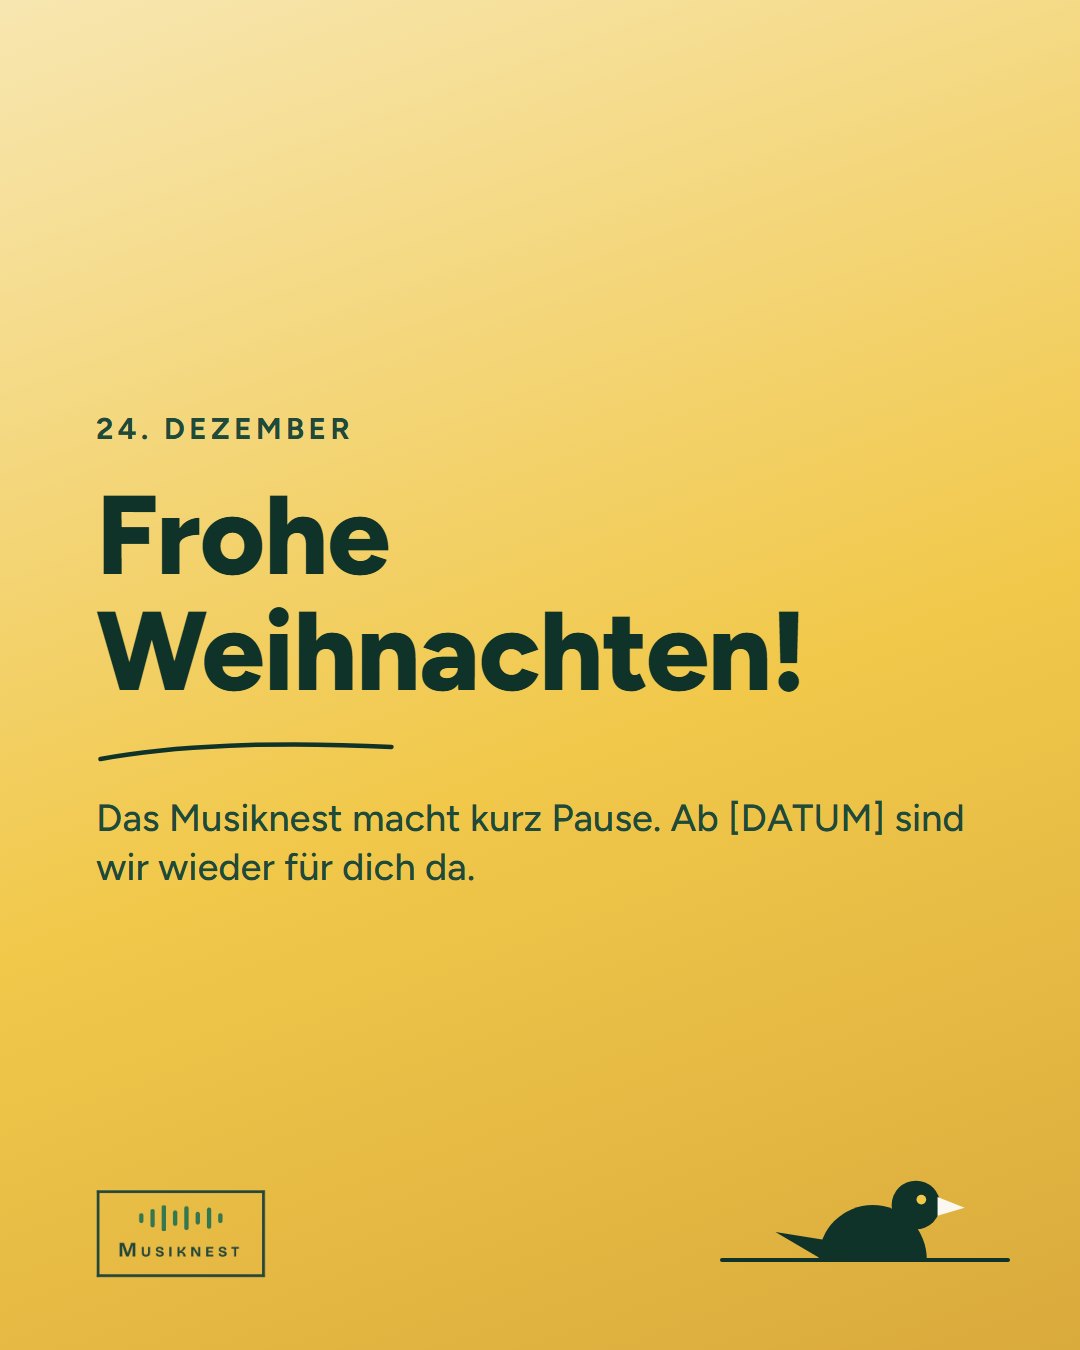 24. DEZEMBER
Frohe
Weihnachten!
Das Musiknest macht kurz Pause. Ab [DATUM] sind
wir wieder für dich da.
MUSIKNEST